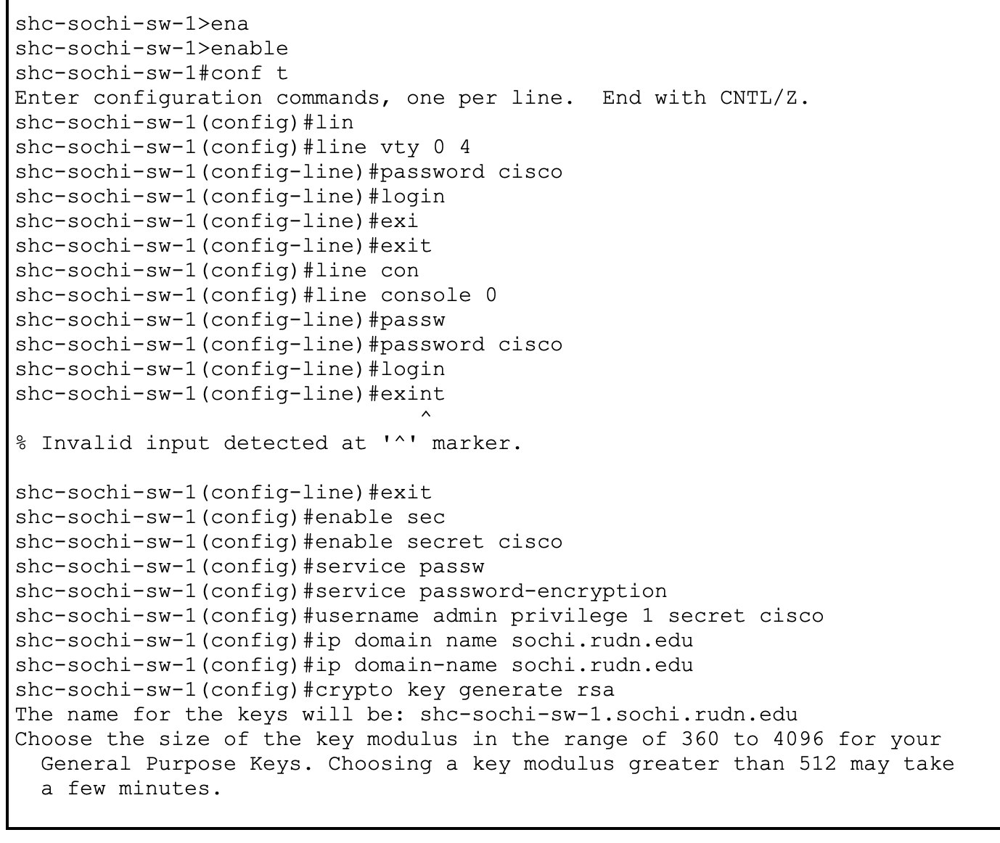 shc-sochi-sw-1>ena
shc-sochi-sw-1>enable
shc-sochi-sw-1#conf t
Enter configuration commands, one per line.  End with CNTL/Z.
shc-sochi-sw-1(config)#lin
shc-sochi-sw-1(config)#line vty 0 4
shc-sochi-sw-1(config-line)#password cisco
shc-sochi-sw-1(config-line)#login
shc-sochi-sw-1(config-line)#exi
shc-sochi-sw-1(config-line)#exit
shc-sochi-sw-1(config)#line con
shc-sochi-sw-1(config)#line console 0
shc-sochi-sw-1(config-line)#passw
shc-sochi-sw-1(config-line)#password cisco
shc-sochi-sw-1(config-line)#login
shc-sochi-sw-1(config-line)#exint
                               ^
% Invalid input detected at '^' marker.

shc-sochi-sw-1(config-line)#exit
shc-sochi-sw-1(config)#enable sec
shc-sochi-sw-1(config)#enable secret cisco
shc-sochi-sw-1(config)#service passw
shc-sochi-sw-1(config)#service password-encryption
shc-sochi-sw-1(config)#username admin privilege 1 secret cisco
shc-sochi-sw-1(config)#ip domain name sochi.rudn.edu
shc-sochi-sw-1(config)#ip domain-name sochi.rudn.edu
shc-sochi-sw-1(config)#crypto key generate rsa
The name for the keys will be: shc-sochi-sw-1.sochi.rudn.edu
Choose the size of the key modulus in the range of 360 to 4096 for your
  General Purpose Keys. Choosing a key modulus greater than 512 may take
  a few minutes.